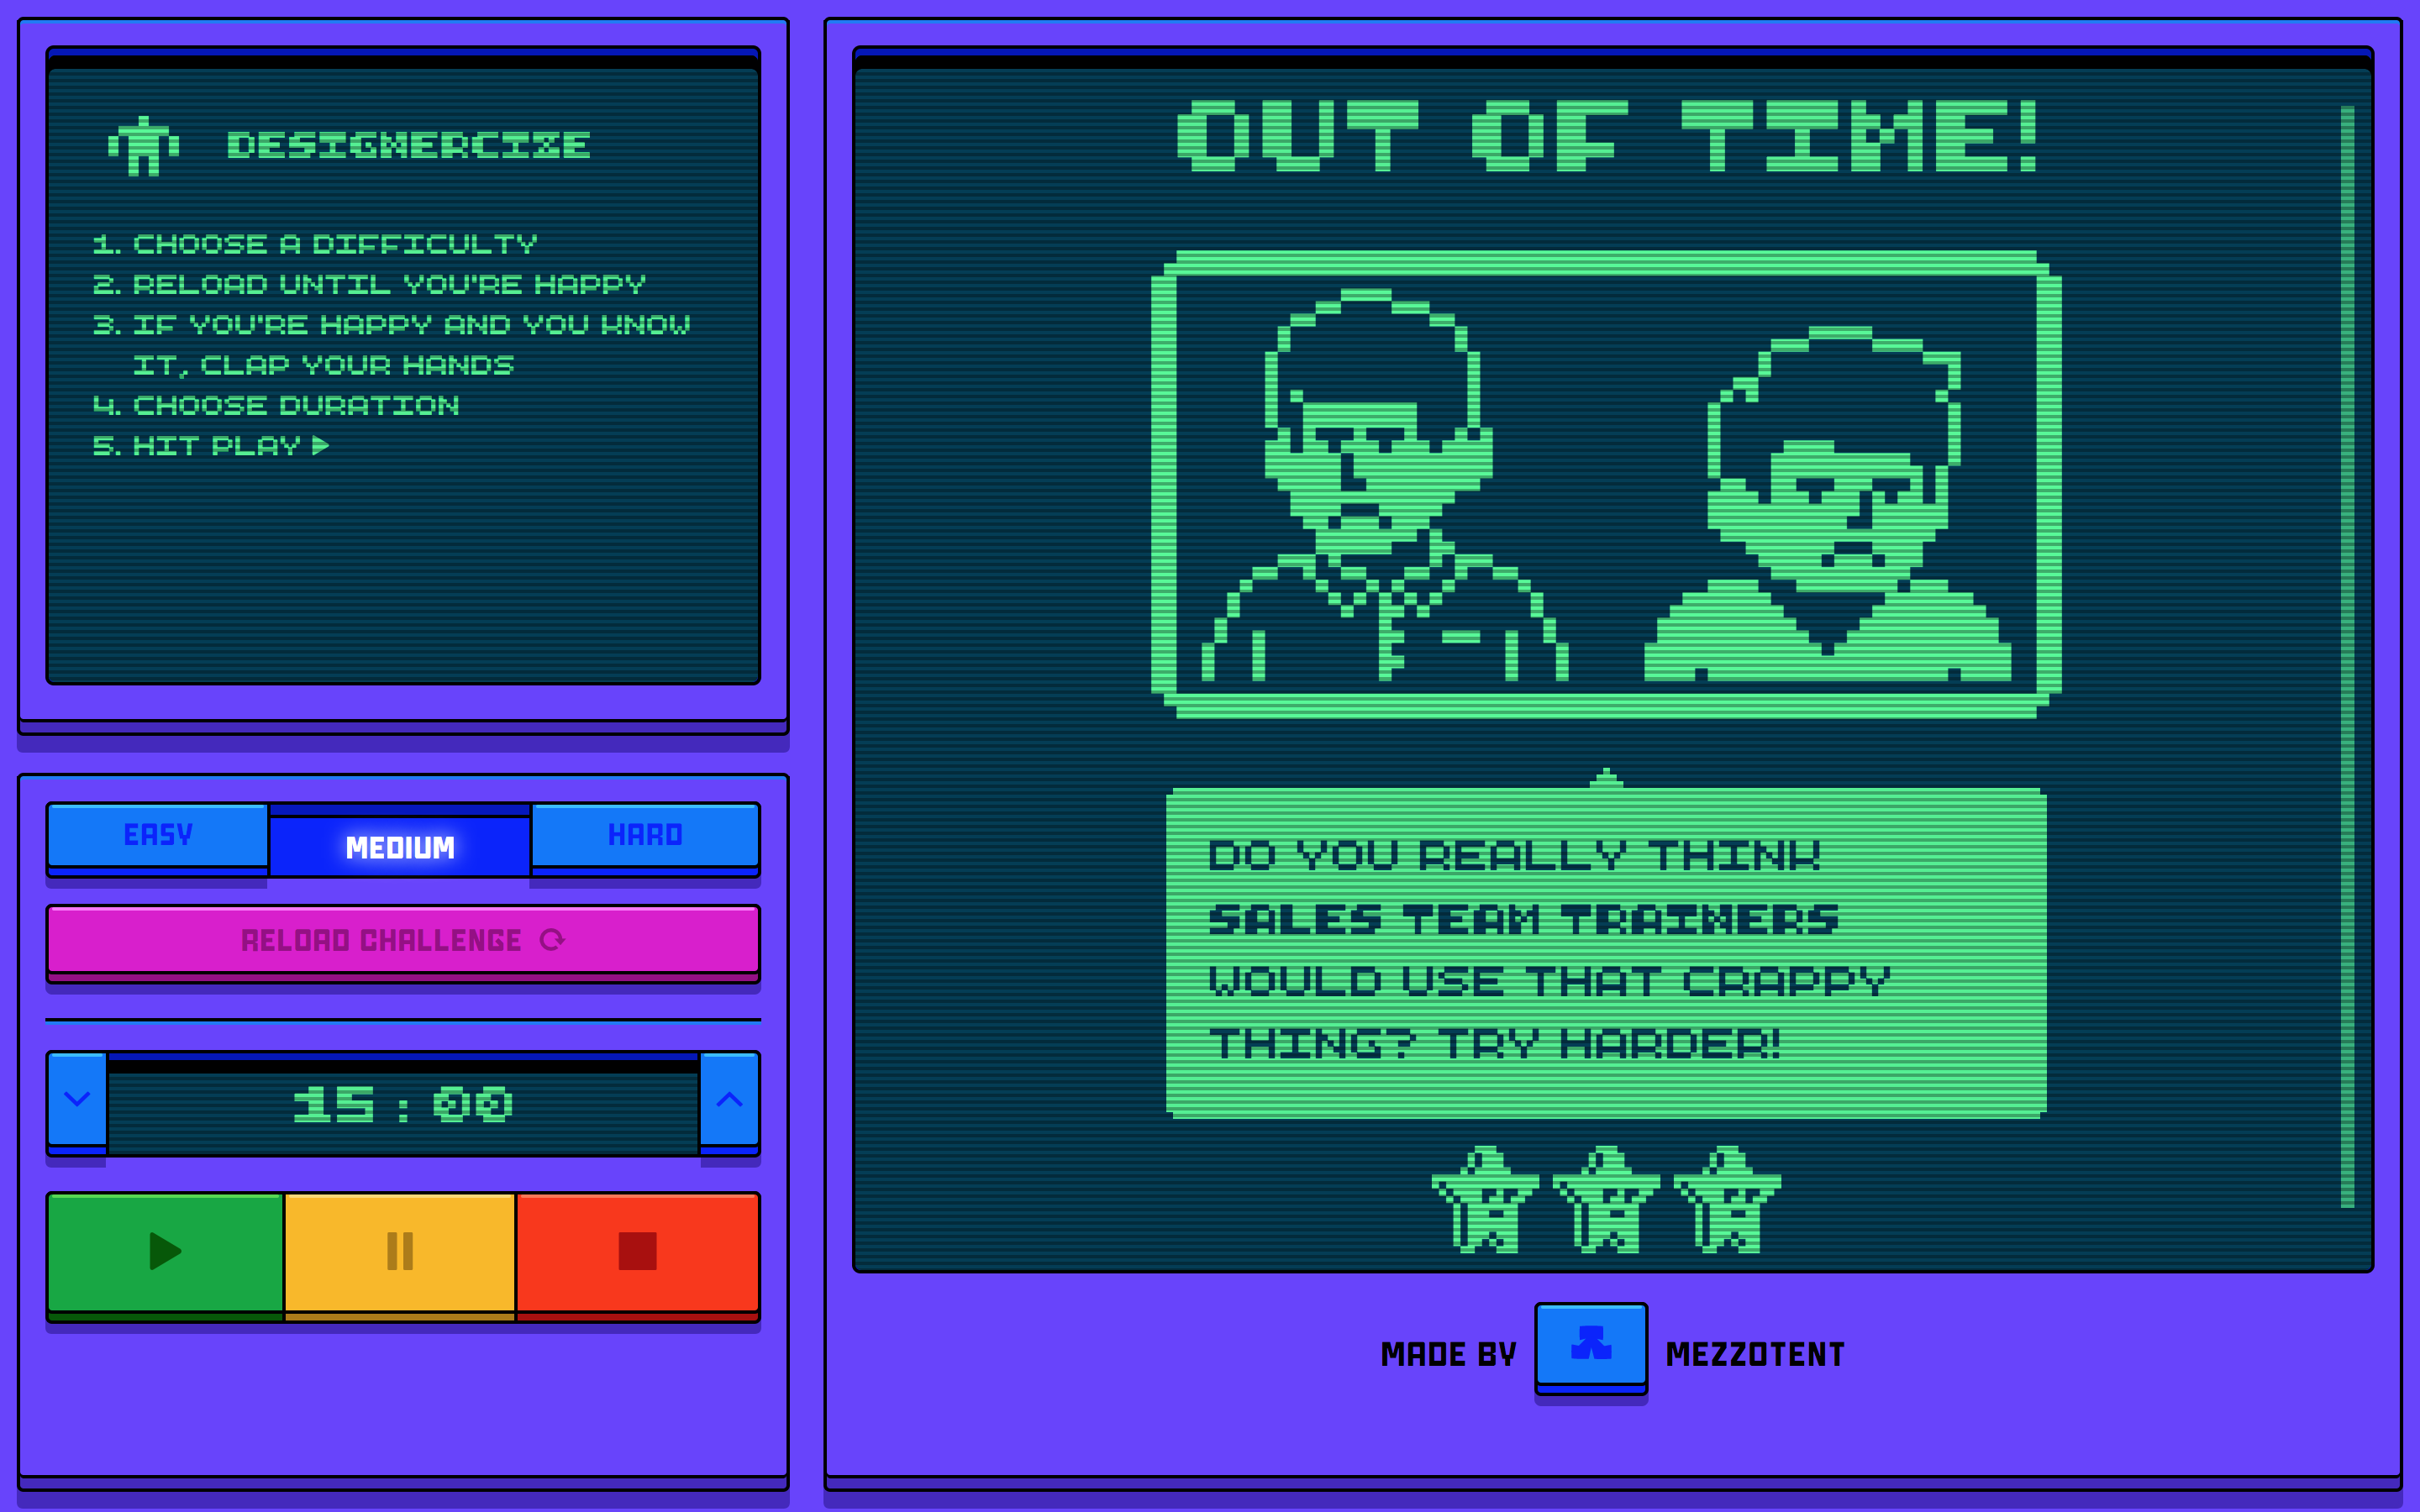 DESIGNERCIZE
1. CHOOSE A DIFFICULTY
2. RELOAD UNTIL YOU'RE HAPPY
3. IF YOU'RE HAPPY AND YOU KNOW
IT, CLAP YOUR HANDS
4. CHOOSE DURATION
5. HIT PLAY
EASY
MEDIUM
HARD
RELOAD CHALLENGE
15:00
OUT OF TIME!
DO YOU REALLY THINK
SALES TEAM TRAINERS
WOULD USE THAT CRAPPY
THING? TRY HARDER!
MADE BY MEZZOTENT